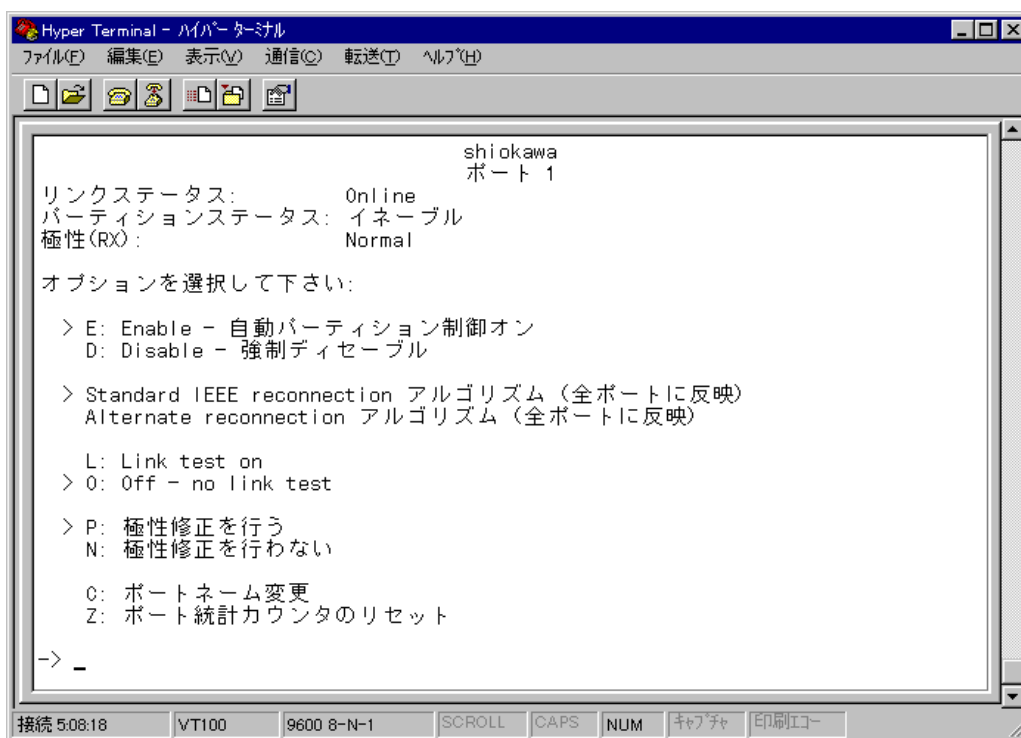 Hyper Terminal - ﾊｲﾊﾟｰ ﾀｰﾐﾅﾙ
ﾌｧｲﾙ(F) 編集(E) 表示(V) 通信(C) 転送(T) ﾍﾙﾌﾟ(H)
shiokawa
ポート 1
リンクステータス: Online
パーティションステータス: イネーブル
極性(RX): Normal
オプションを選択して下さい:
> E: Enable - 自動パーティション制御オン
D: Disable - 強制ディセーブル
> Standard IEEE reconnection アルゴリズム (全ポートに反映)
Alternate reconnection アルゴリズム (全ポートに反映)
L: Link test on
> O: Off - no link test
> P: 極性修正を行う
N: 極性修正を行わない
C: ポートネーム変更
Z: ポート統計カウンタのリセット
-> _
接続 5:08:18 VT100 9600 8-N-1 SCROLL CAPS NUM ｷｬﾌﾟﾁｬ 印刷ｴｺｰ